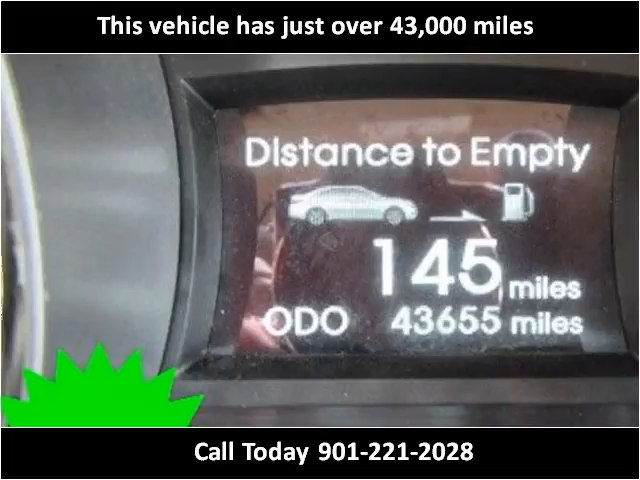 This vehicle has just over 43,000 miles
Distance to Empty
145 miles
ODO 43655 miles
Call Today 901-221-2028